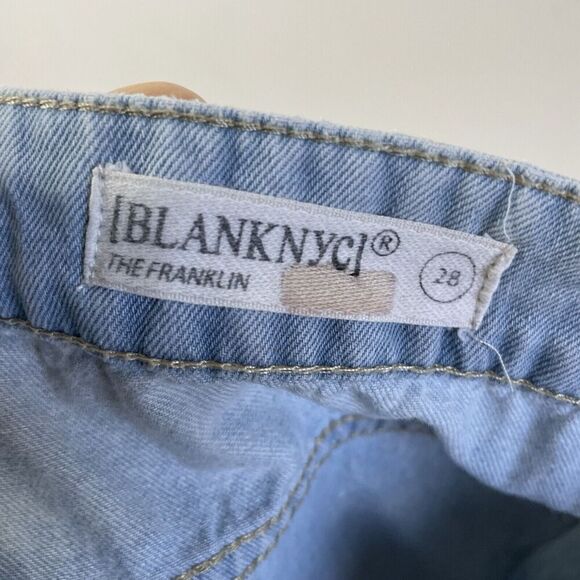 [BLANKNYC]®
THE FRANKLIN
28